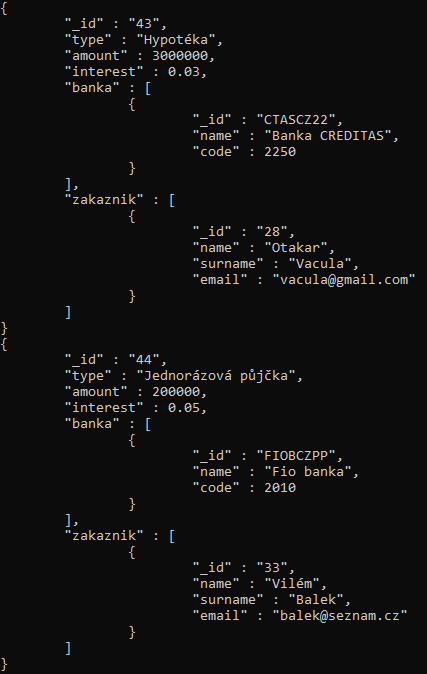 {
        "_id" : "43",
        "type" : "Hypotéka",
        "amount" : 3000000,
        "interest" : 0.03,
        "banka" : [
                {
                        "_id" : "CTASCZ22",
                        "name" : "Banka CREDITAS",
                        "code" : 2250
                }
        ],
        "zakaznik" : [
                {
                        "_id" : "28",
                        "name" : "Otakar",
                        "surname" : "Vacula",
                        "email" : "vacula@gmail.com"
                }
        ]
}
{
        "_id" : "44",
        "type" : "Jednorázová půjčka",
        "amount" : 200000,
        "interest" : 0.05,
        "banka" : [
                {
                        "_id" : "FIOBCZPP",
                        "name" : "Fio banka",
                        "code" : 2010
                }
        ],
        "zakaznik" : [
                {
                        "_id" : "33",
                        "name" : "Vilém",
                        "surname" : "Balek",
                        "email" : "balek@seznam.cz"
                }
        ]
}